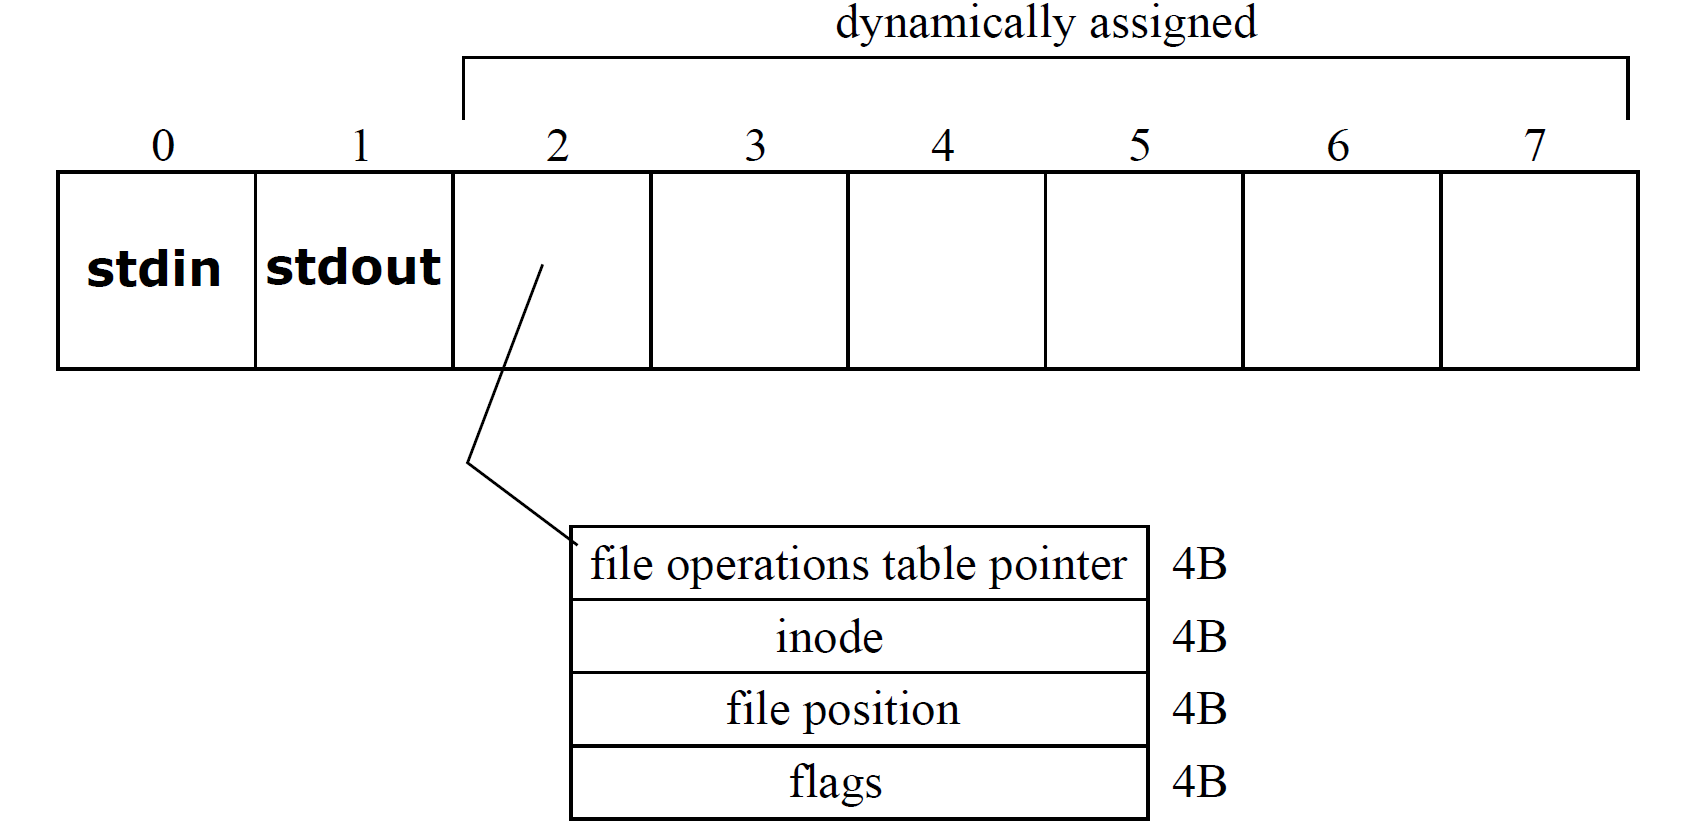 dynamically assigned
0 1 2 3 4 5 6 7
stdin stdout
file operations table pointer 4B
inode 4B
file position 4B
flags 4B